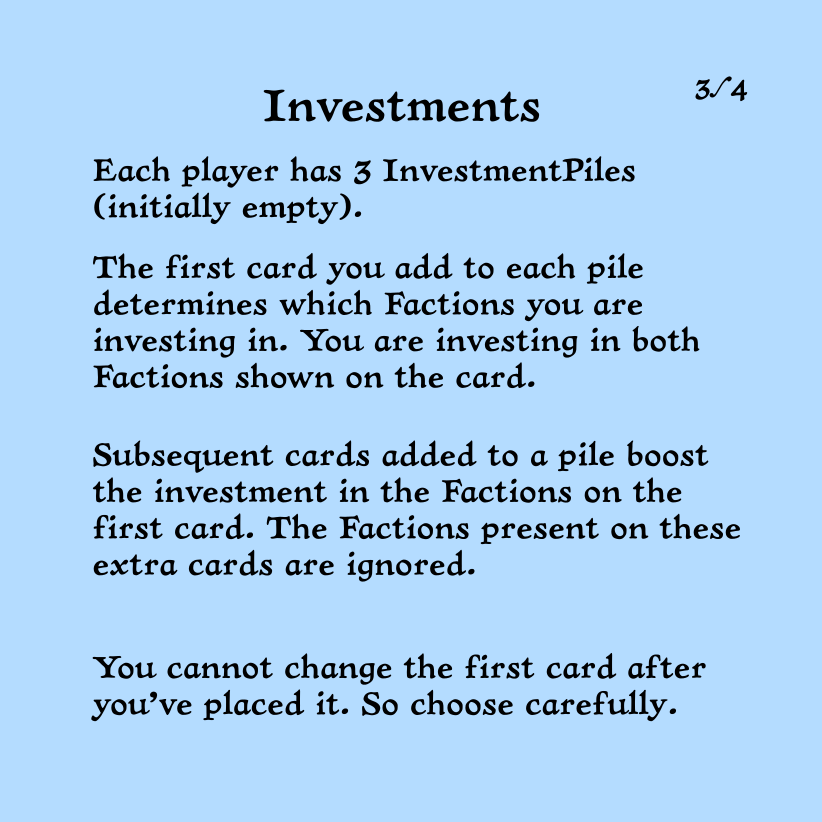 3/4
Investments
Each player has 3 InvestmentPiles
(initially empty).
The first card you add to each pile
determines which Factions you are
investing in. You are investing in both
Factions shown on the card.
Subsequent cards added to a pile boost
the investment in the Factions on the
first card. The Factions present on these
extra cards are ignored.
You cannot change the first card after
you've placed it. So choose carefully.